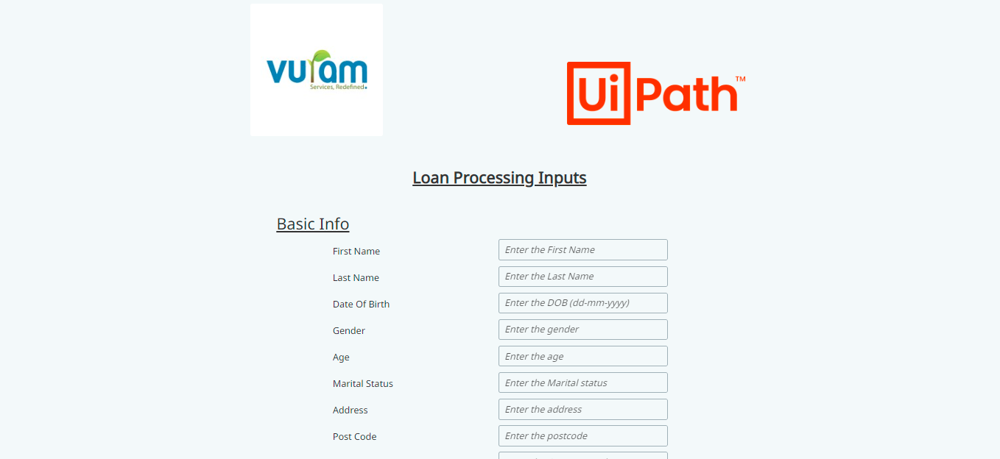 vuram
Services, Redefined.
UiPath™
Loan Processing Inputs
Basic Info
First Name
Enter the First Name
Last Name
Enter the Last Name
Date Of Birth
Enter the DOB (dd-mm-yyyy)
Gender
Enter the gender
Age
Enter the age
Marital Status
Enter the Marital status
Address
Enter the address
Post Code
Enter the postcode